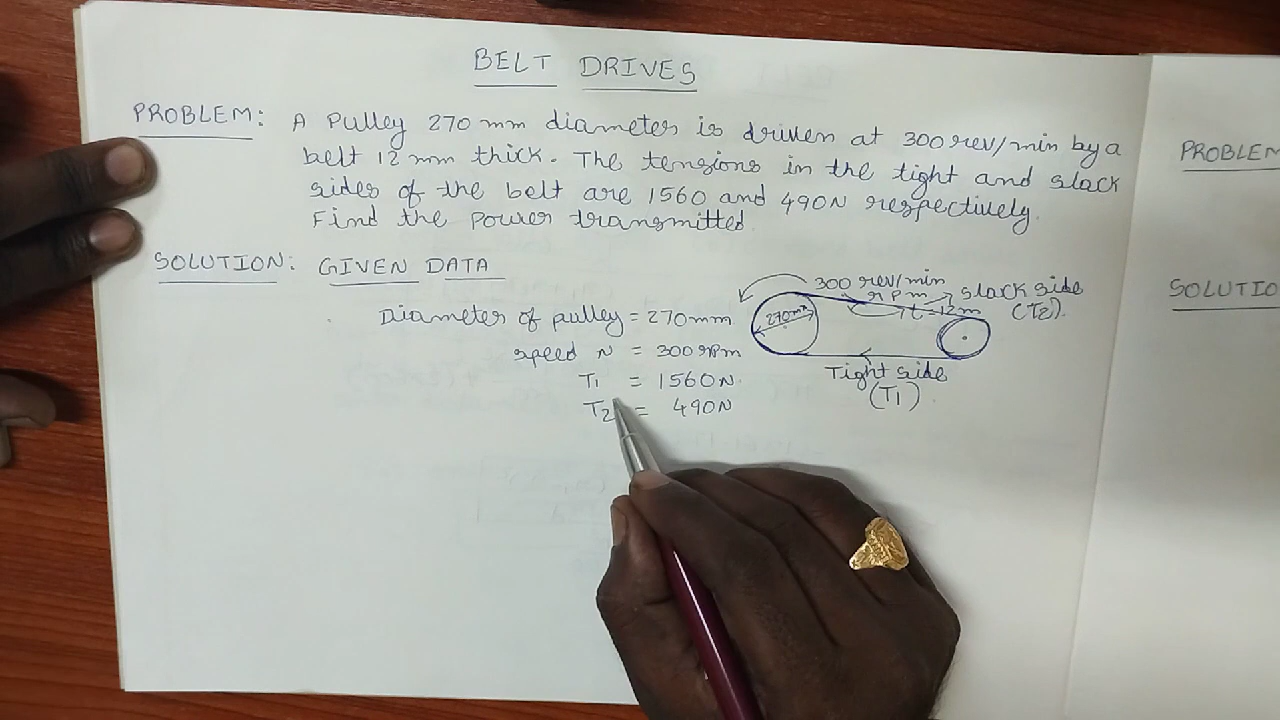 BELT DRIVES
PROBLEM: A Pulley 270 mm diameter is driven at 300 rev/min by a
belt 12 mm thick. The tensions in the tight and slack
sides of the belt are 1560 and 490N respectively.
Find the power transmitted.
SOLUTION: GIVEN DATA
Diameter of pulley = 270mm
speed N = 300 rpm
T1 = 1560N
T2 = 490N
300 rev/min
rpm
slack side
(T2).
t=12m
270mm
Tight side
(T1)
PROBLEM
SOLUTIO